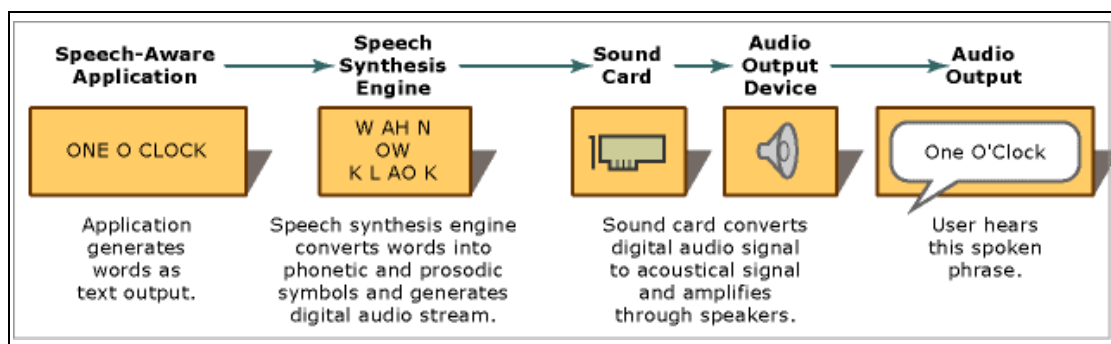 Speech-Aware
Application
Speech
Synthesis
Engine
Sound
Card
Audio
Output
Device
Audio
Output
ONE O CLOCK
W AH N
OW
K L AO K
One O'Clock
Application
generates
words as
text output.
Speech synthesis engine
converts words into
phonetic and prosodic
symbols and generates
digital audio stream.
Sound card converts
digital audio signal
to acoustical signal
and amplifies
through speakers.
User hears
this spoken
phrase.